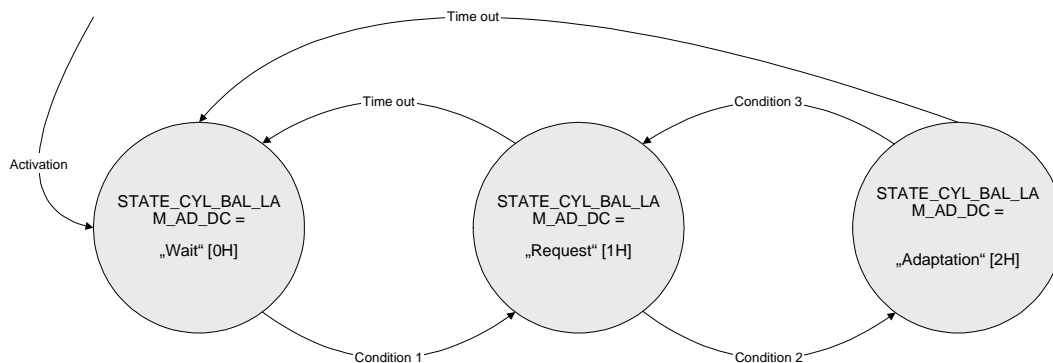 Time out
Time out
Condition 3
Activation
STATE_CYL_BAL_LA
M_AD_DC =
„Wait“ [0H]
STATE_CYL_BAL_LA
M_AD_DC =
„Request“ [1H]
STATE_CYL_BAL_LA
M_AD_DC =
„Adaptation“ [2H]
Condition 1
Condition 2